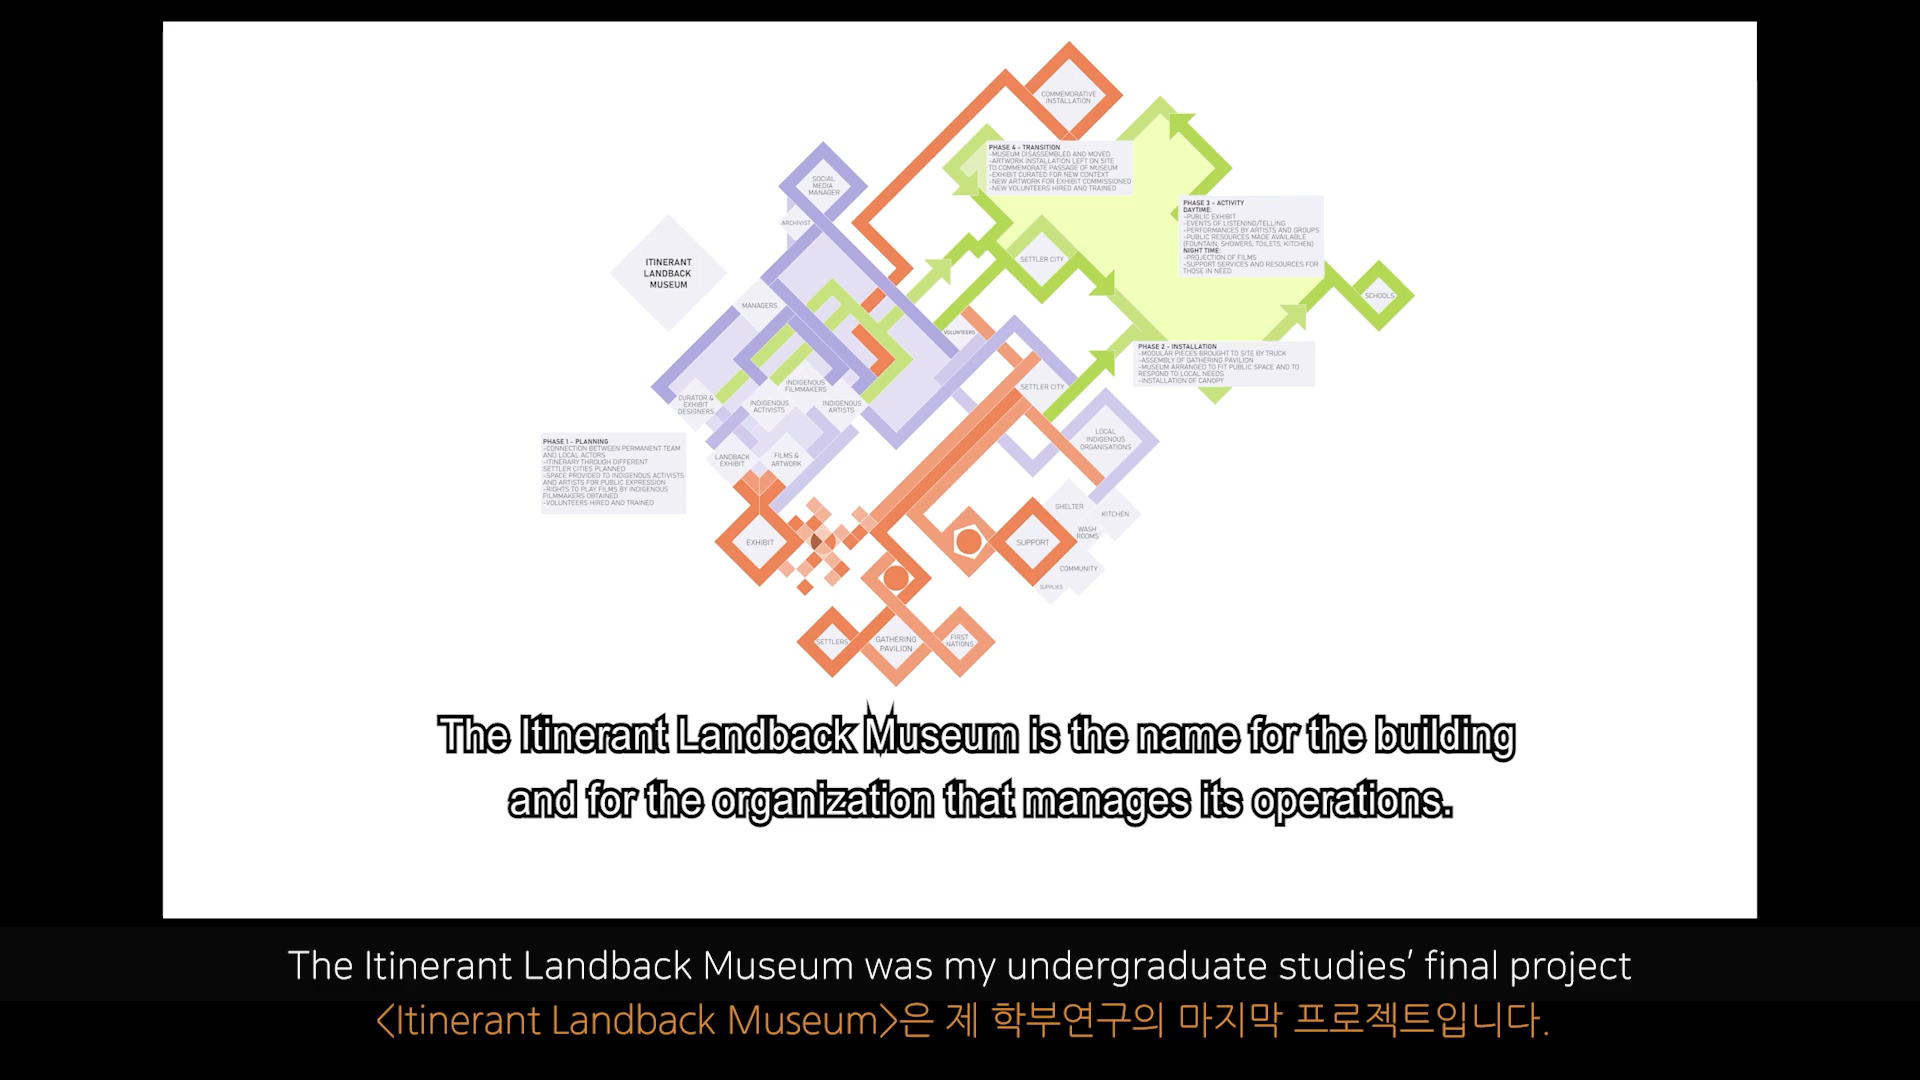 COMMEMORATIVE
INSTALLATION
PHASE 4 - TRANSITION
-MUSEUM DISASSEMBLED AND MOVED
-ARTWORK INSTALLATION LEFT ON SITE
TO COMMEMORATE PASSAGE OF MUSEUM
-EXHIBIT CURATED FOR NEW CONTEXT
-NEW ARTWORK FOR EXHIBIT COMMISSIONED
-NEW VOLUNTEERS HIRED AND TRAINED
SOCIAL
MEDIA
MANAGER
ARCHIVIST
PHASE 3 - ACTIVITY
DAYTIME:
-PUBLIC EXHIBIT
-EVENTS OF LISTENING/TELLING
-PERFORMANCES BY ARTISTS AND GROUPS
-PUBLIC RESOURCES MADE AVAILABLE
(FOUNTAIN, SHOWERS, TOILETS, KITCHEN)
NIGHT TIME:
-PROJECTION OF FILMS
-SUPPORT SERVICES AND RESOURCES FOR
THOSE IN NEED
ITINERANT
LANDBACK
MUSEUM
SETTLER CITY
SCHOOLS
MANAGERS
VOLUNTEERS
PHASE 2 - INSTALLATION
-MODULAR PIECES BROUGHT TO SITE BY TRUCK
-ASSEMBLY OF GATHERING PAVILION
-MUSEUM ARRANGED TO FIT PUBLIC SPACE AND TO
RESPOND TO LOCAL NEEDS
-INSTALLATION OF CANOPY
INDIGENOUS
FILMMAKERS
SETTLER CITY
CURATOR &
EXHIBIT
DESIGNERS
INDIGENOUS
ACTIVISTS
INDIGENOUS
ARTISTS
LOCAL
INDIGENOUS
ORGANISATIONS
PHASE 1 - PLANNING
-CONNECTION BETWEEN PERMANENT TEAM
AND LOCAL ACTORS
-ITINERARY THROUGH DIFFERENT
SETTLER CITIES PLANNED
-SPACE PROVIDED TO INDIGENOUS ACTIVISTS
AND ARTISTS FOR PUBLIC EXPRESSION
-RIGHTS TO PLAY FILMS BY INDIGENOUS
FILMMAKERS OBTAINED
-VOLUNTEERS HIRED AND TRAINED
LANDBACK
EXHIBIT
FILMS &
ARTWORK
SHELTER
KITCHEN
WASH
ROOMS
EXHIBIT
SUPPORT
COMMUNITY
SUPPLIES
SETTLERS
GATHERING
PAVILION
FIRST
NATIONS
The Itinerant Landback Museum is the name for the building
and for the organization that manages its operations.
The Itinerant Landback Museum was my undergraduate studies' final project
<Itinerant Landback Museum>은 제 학부연구의 마지막 프로젝트입니다.